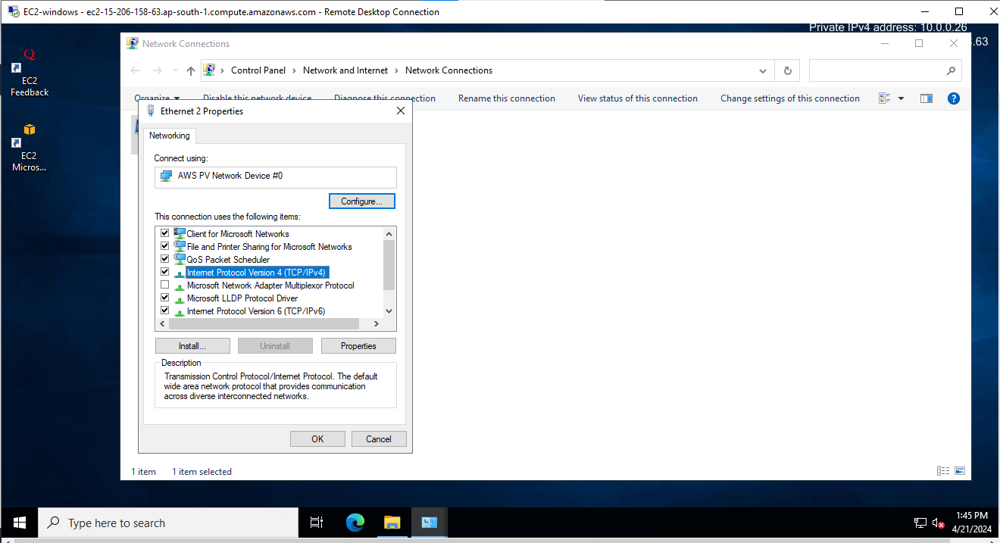 EC2-windows - ec2-15-206-158-63.ap-south-1.compute.amazonaws.com - Remote Desktop Connection
Private IPv4 address: 10.0.0.26
.63
EC2
Feedback
EC2
Micros...
Network Connections
Control Panel > Network and Internet > Network Connections
Organize Disable this network device Diagnose this connection Rename this connection View status of this connection Change settings of this connection
Ethernet 2 Properties
Networking
Connect using:
AWS PV Network Device #0
Configure...
This connection uses the following items:
Client for Microsoft Networks
File and Printer Sharing for Microsoft Networks
QoS Packet Scheduler
Internet Protocol Version 4 (TCP/IPv4)
Microsoft Network Adapter Multiplexor Protocol
Microsoft LLDP Protocol Driver
Internet Protocol Version 6 (TCP/IPv6)
Install... Uninstall Properties
Description
Transmission Control Protocol/Internet Protocol. The default
wide area network protocol that provides communication
across diverse interconnected networks.
OK Cancel
1 item 1 item selected
Type here to search
1:45 PM
4/21/2024